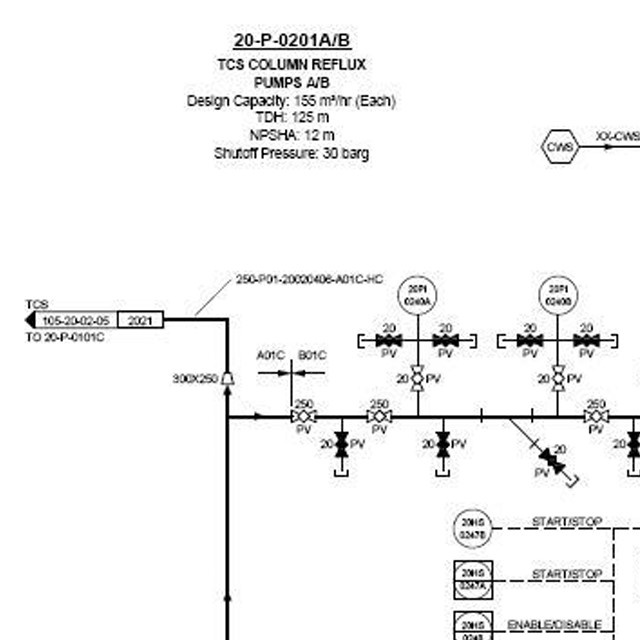 20-P-0201A/B
TCS COLUMN REFLUX
PUMPS A/B
Design Capacity: 155 m³/hr (Each)
TDH: 125 m
NPSHA: 12 m
Shutoff Pressure: 30 barg
CWS
XX-CWS
250-P01-20020406-A01C-HC
TCS
105-20-02-05 2021
TO 20-P-0101C
20PI
0240A
20PI
0240B
20 20
PV PV
20 20
PV PV
A01C B01C
300X250
20 PV
20 PV
250
PV
250
PV
250
PV
20 PV
20 PV
20
PV
20
20HS
0247B
START/STOP
20HS
0247A
START/STOP
20HS
ENABLE/DISABLE